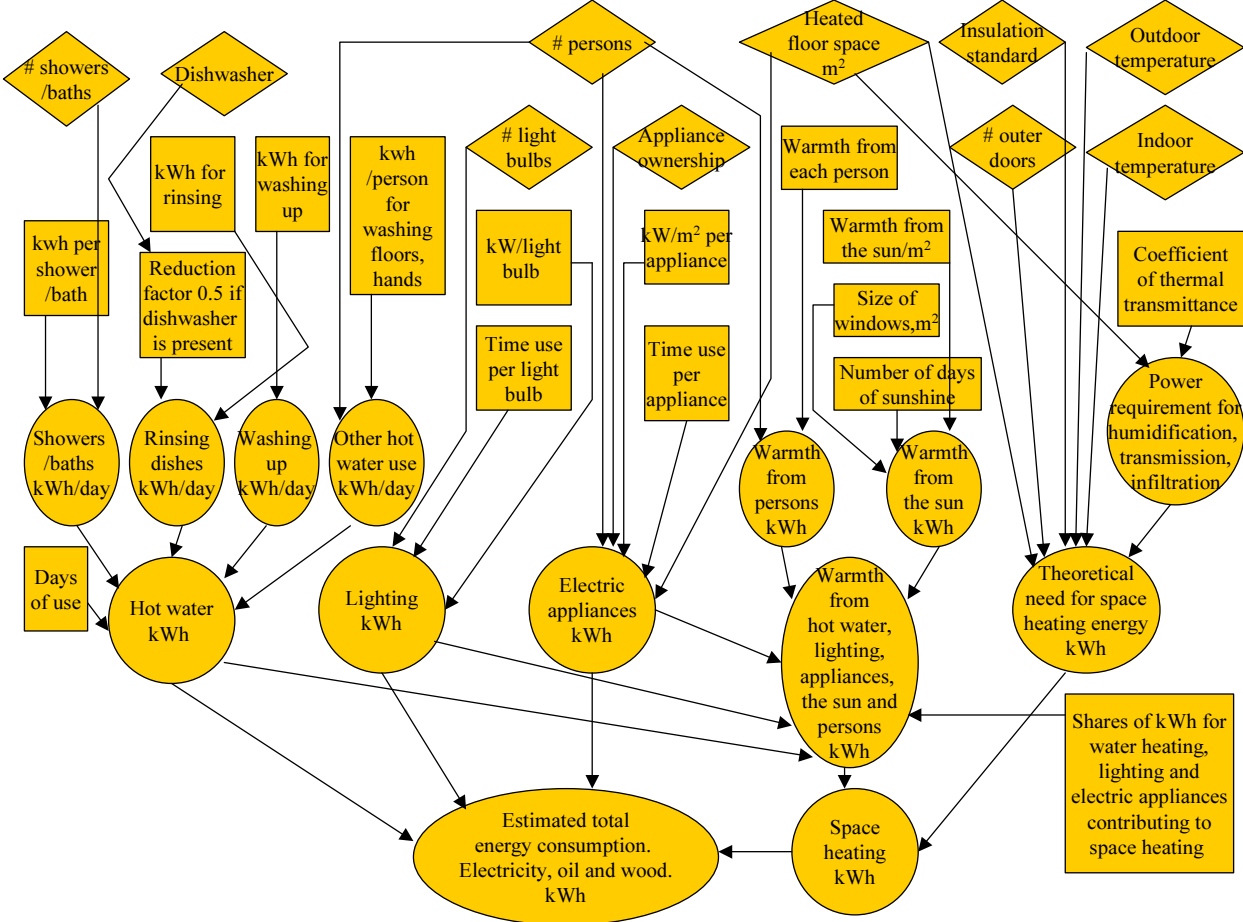 # persons
Heated
floor space
m²
Insulation
standard
Outdoor
temperature
# showers
/baths
Dishwasher
# light
bulbs
Appliance
ownership
# outer
doors
Indoor
temperature
kWh for
rinsing
kWh for
washing
up
kwh
/person
for
washing
floors,
hands
Warmth from
each person
kwh per
shower
/bath
Reduction
factor 0.5 if
dishwasher
is present
kW/light
bulb
kW/m² per
appliance
Warmth from
the sun/m²
Size of
windows,m²
Coefficient
of thermal
transmittance
Time use
per light
bulb
Time use
per
appliance
Number of days
of sunshine
Showers
/baths
kWh/day
Rinsing
dishes
kWh/day
Washing
up
kWh/day
Other hot
water use
kWh/day
Warmth
from
persons
kWh
Warmth
from
the sun
kWh
Power
requirement for
humidification,
transmission,
infiltration
Days
of use
Hot water
kWh
Lighting
kWh
Electric
appliances
kWh
Warmth
from
hot water,
lighting,
appliances,
the sun and
persons
kWh
Theoretical
need for space
heating energy
kWh
Shares of kWh for
water heating,
lighting and
electric appliances
contributing to
space heating
Estimated total
energy consumption.
Electricity, oil and wood.
kWh
Space
heating
kWh